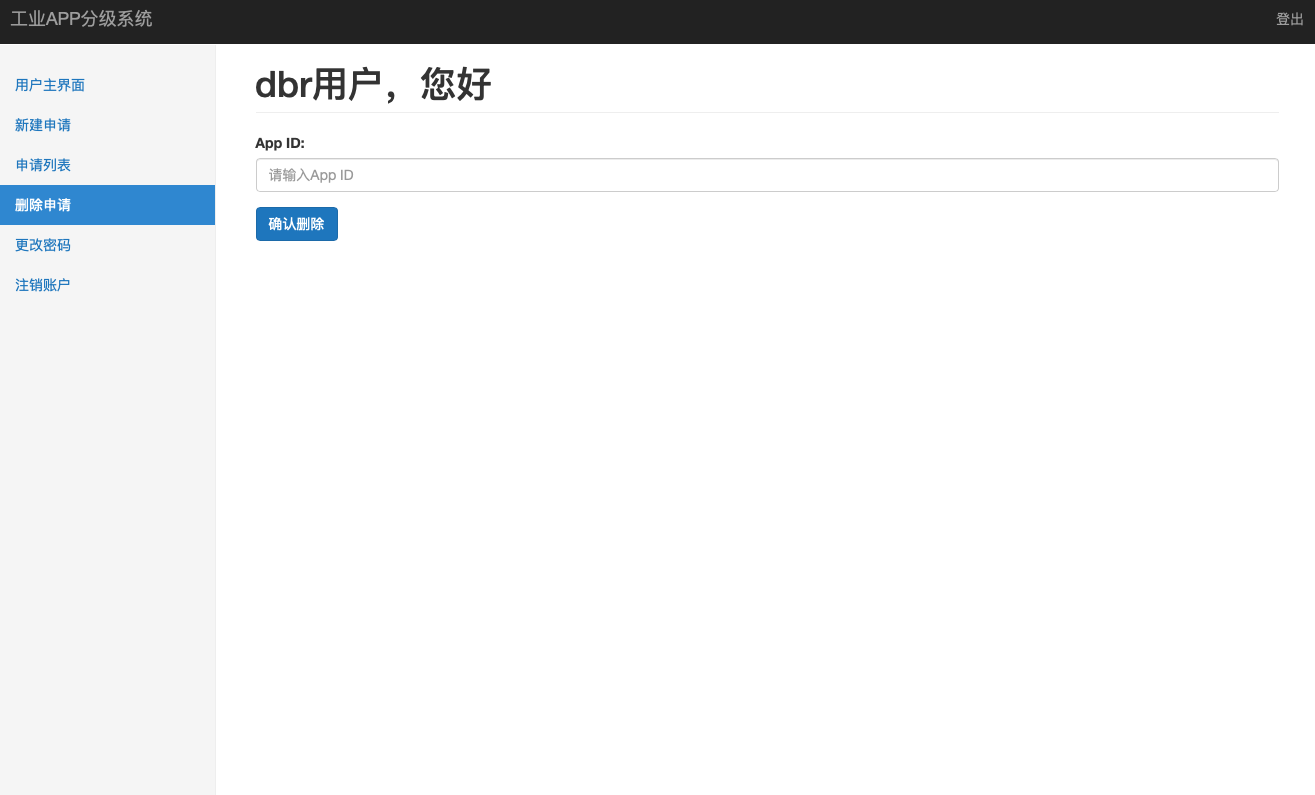 工业APP分级系统
登出
用户主界面
新建申请
申请列表
删除申请
更改密码
注销账户
dbr用户，您好
App ID:
请输入App ID
确认删除